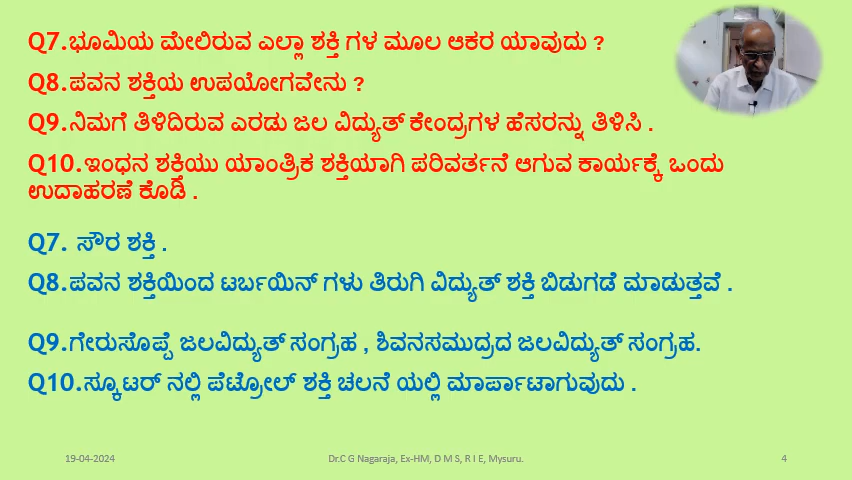 Q7.ಭೂಮಿಯ ಮೇಲಿರುವ ಎಲ್ಲಾ ಶಕ್ತಿ ಗಳ ಮೂಲ ಆಕರ ಯಾವುದು ?
Q8.ಪವನ ಶಕ್ತಿಯ ಉಪಯೋಗವೇನು ?
Q9.ನಿಮಗೆ ತಿಳಿದಿರುವ ಎರಡು ಜಲ ವಿದ್ಯುತ್ ಕೇಂದ್ರಗಳ ಹೆಸರನ್ನು ತಿಳಿಸಿ .
Q10.ಇಂಧನ ಶಕ್ತಿಯು ಯಾಂತ್ರಿಕ ಶಕ್ತಿಯಾಗಿ ಪರಿವರ್ತನೆ ಆಗುವ ಕಾರ್ಯಕ್ಕೆ ಒಂದು
ಉದಾಹರಣೆ ಕೊಡಿ .
Q7. ಸೌರ ಶಕ್ತಿ .
Q8.ಪವನ ಶಕ್ತಿಯಿಂದ ಟರ್ಬಯಿನ್ ಗಳು ತಿರುಗಿ ವಿದ್ಯುತ್ ಶಕ್ತಿ ಬಿಡುಗಡೆ ಮಾಡುತ್ತವೆ .
Q9.ಗೇರುಸೊಪ್ಪೆ ಜಲವಿದ್ಯುತ್ ಸಂಗ್ರಹ , ಶಿವನಸಮುದ್ರದ ಜಲವಿದ್ಯುತ್ ಸಂಗ್ರಹ.
Q10.ಸ್ಕೂಟರ್ ನಲ್ಲಿ ಪೆಟ್ರೋಲ್ ಶಕ್ತಿ ಚಲನೆ ಯಲ್ಲಿ ಮಾರ್ಪಾಟಾಗುವುದು .
19-04-2024 Dr.C G Nagaraja, Ex-HM, D M S, R I E, Mysuru. 4